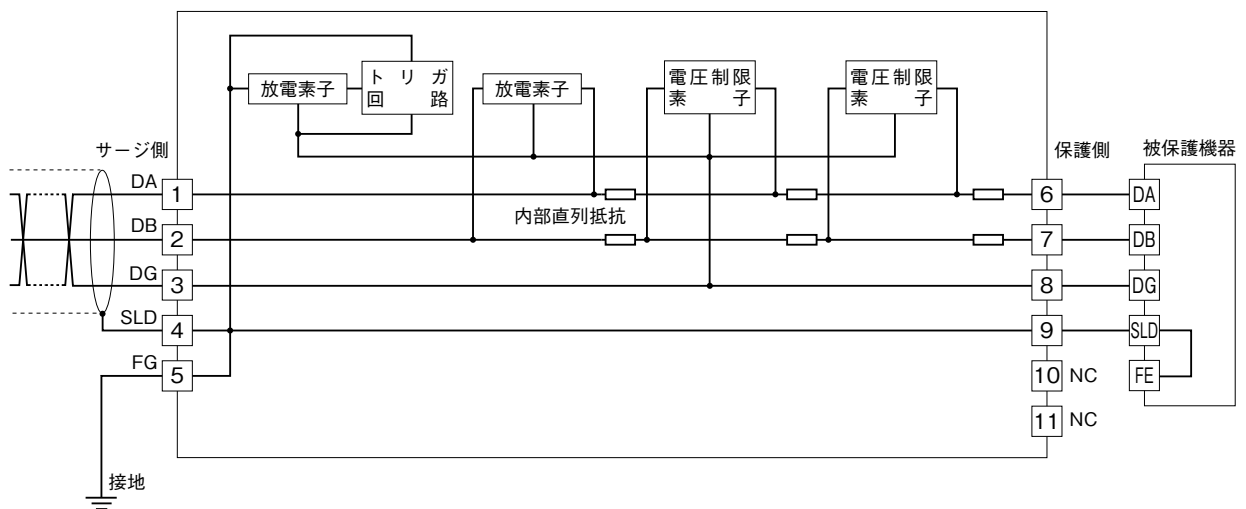 放電素子
トリガ
回路
放電素子
電圧制限
素子
電圧制限
素子
サージ側
保護側
被保護機器
DA
1
6
DA
内部直列抵抗
DB
2
7
DB
DG
3
8
DG
SLD
4
9
SLD
FG
5
10
NC
FE
11
NC
接地